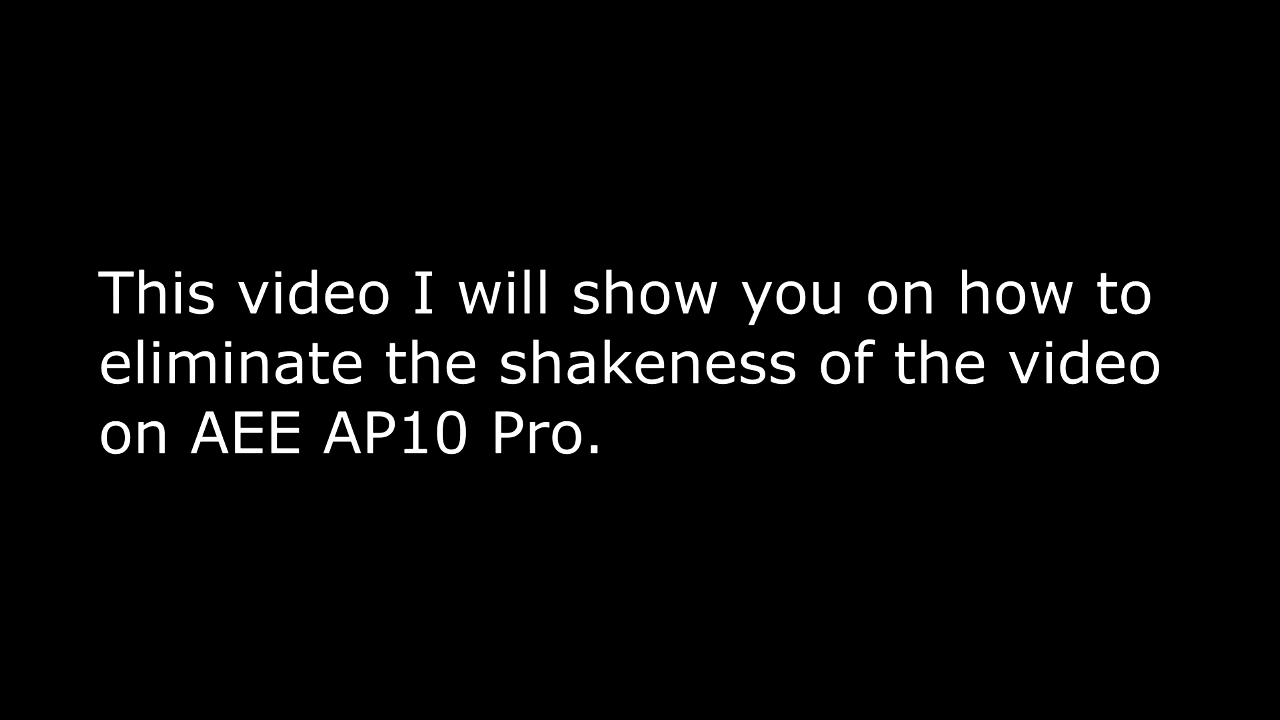 This video I will show you on how to
eliminate the shakeness of the video
on AEE AP10 Pro.